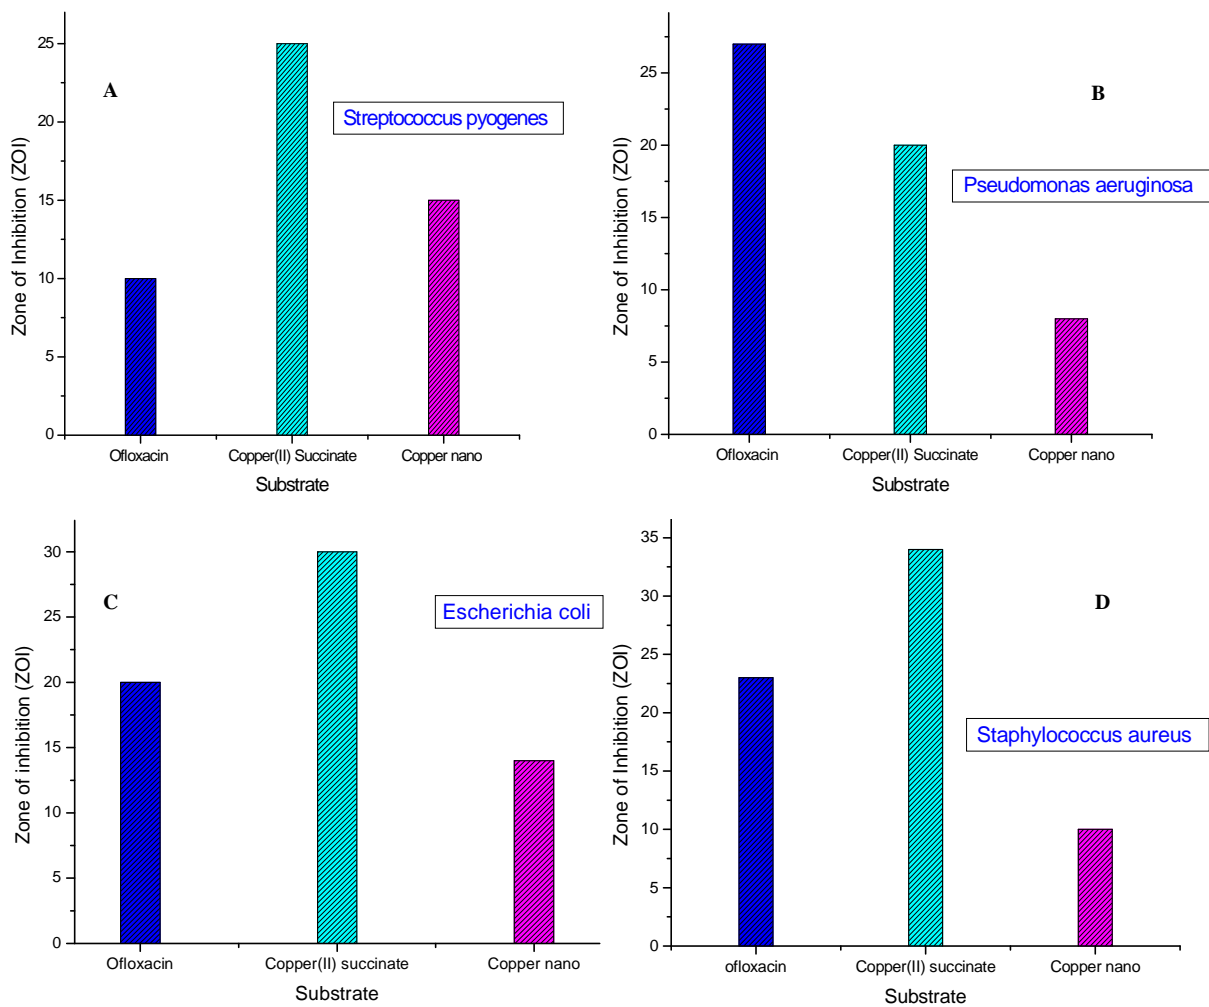 A
Streptococcus pyogenes
Zone of Inhibition (ZOI)
25
20
15
10
5
0
Ofloxacin
Copper(II) Succinate
Copper nano
Substrate
B
Pseudomonas aeruginosa
Zone of Inhibition (ZOI)
25
20
15
10
5
0
Ofloxacin
Copper(II) Succinate
Copper nano
Substrate
C
Escherichia coli
Zone of inhibition (ZOI)
30
25
20
15
10
5
0
Ofloxacin
Copper(II) succinate
Copper nano
Substrate
D
Staphylococcus aureus
Zone of Inhibition (ZOI)
35
30
25
20
15
10
5
0
ofloxacin
Copper(II) succinate
Copper nano
Substrate